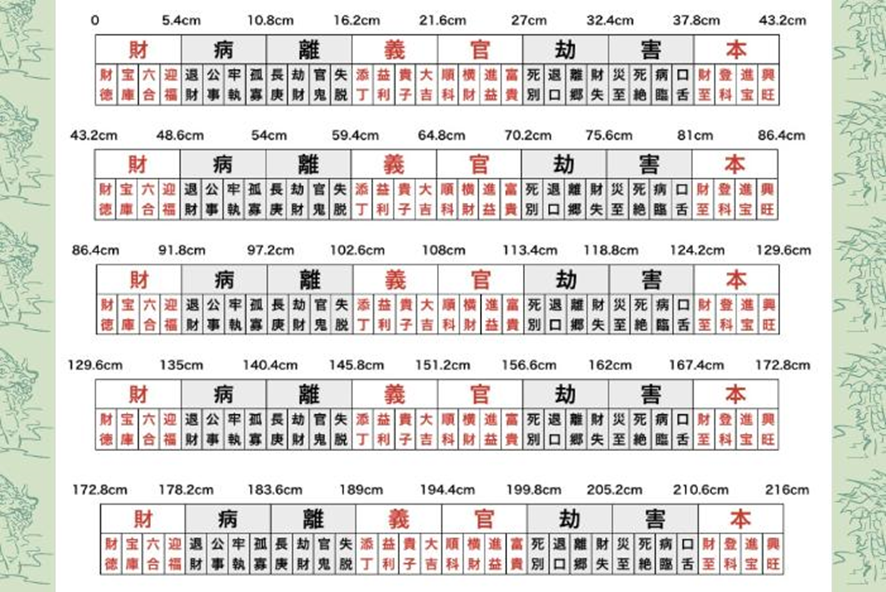 0 5.4cm 10.8cm 16.2cm 21.6cm 27cm 32.4cm 37.8cm 43.2cm
財 病 離 義 官 劫 害 本
財 宝 六 迎 退 公 牢 孤 長 劫 官 失 添 益 貴 大 順 横 進 富 死 退 離 財 災 死 病 口 財 登 進 興
徳 庫 合 福 財 事 執 寡 庚 財 鬼 脱 丁 利 子 吉 科 財 益 貴 別 口 郷 失 至 絶 臨 舌 至 科 宝 旺
43.2cm 48.6cm 54cm 59.4cm 64.8cm 70.2cm 75.6cm 81cm 86.4cm
財 病 離 義 官 劫 害 本
財 宝 六 迎 退 公 牢 孤 長 劫 官 失 添 益 貴 大 順 横 進 富 死 退 離 財 災 死 病 口 財 登 進 興
徳 庫 合 福 財 事 執 寡 庚 財 鬼 脱 丁 利 子 吉 科 財 益 貴 別 口 郷 失 至 絶 臨 舌 至 科 宝 旺
86.4cm 91.8cm 97.2cm 102.6cm 108cm 113.4cm 118.8cm 124.2cm 129.6cm
財 病 離 義 官 劫 害 本
財 宝 六 迎 退 公 牢 孤 長 劫 官 失 添 益 貴 大 順 横 進 富 死 退 離 財 災 死 病 口 財 登 進 興
徳 庫 合 福 財 事 執 寡 庚 財 鬼 脱 丁 利 子 吉 科 財 益 貴 別 口 郷 失 至 絶 臨 舌 至 科 宝 旺
129.6cm 135cm 140.4cm 145.8cm 151.2cm 156.6cm 162cm 167.4cm 172.8cm
財 病 離 義 官 劫 害 本
財 宝 六 迎 退 公 牢 孤 長 劫 官 失 添 益 貴 大 順 横 進 富 死 退 離 財 災 死 病 口 財 登 進 興
徳 庫 合 福 財 事 執 寡 庚 財 鬼 脱 丁 利 子 吉 科 財 益 貴 別 口 郷 失 至 絶 臨 舌 至 科 宝 旺
172.8cm 178.2cm 183.6cm 189cm 194.4cm 199.8cm 205.2cm 210.6cm 216cm
財 病 離 義 官 劫 害 本
財 宝 六 迎 退 公 牢 孤 長 劫 官 失 添 益 貴 大 順 横 進 富 死 退 離 財 災 死 病 口 財 登 進 興
徳 庫 合 福 財 事 執 寡 庚 財 鬼 脱 丁 利 子 吉 科 財 益 貴 別 口 郷 失 至 絶 臨 舌 至 科 宝 旺